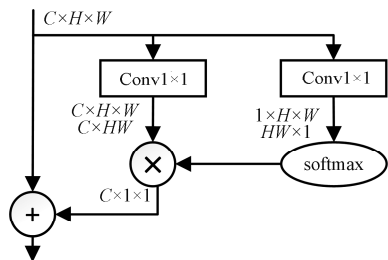 C×H×W
Conv1×1
Conv1×1
C×H×W
C×HW
1×H×W
HW×1
×
softmax
C×1×1
+